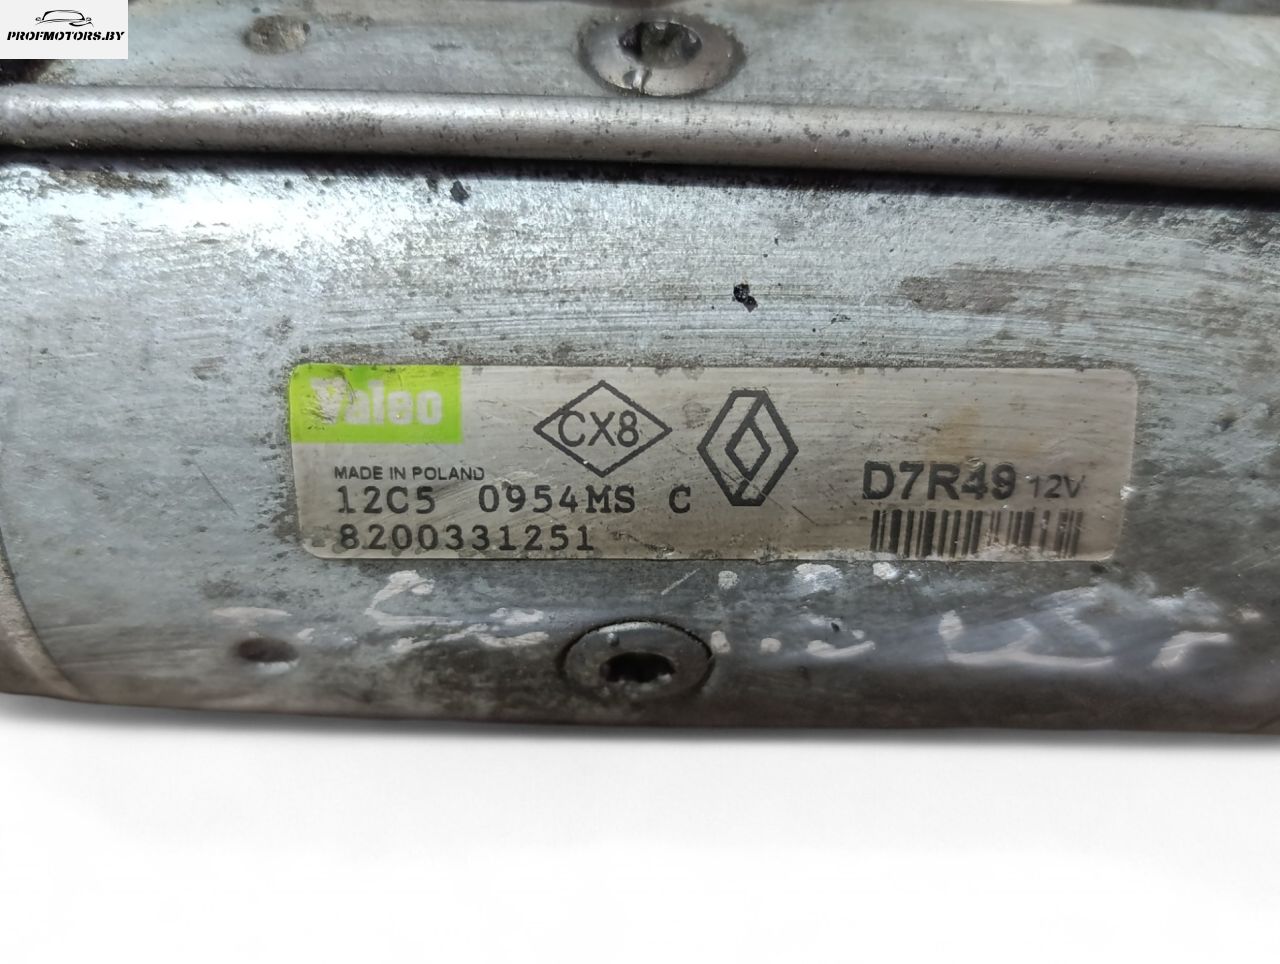 PROFMOTORS.BY
Valeo
CX8
MADE IN POLAND
12C5 0954MS C
D7R49 12V
8200331251